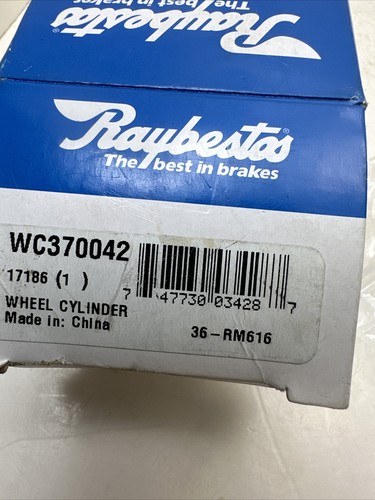 Raybestos®
The best in brakes
Raybestos®
The best in brakes
WC370042
17186 (1 )
7 47730 03428 7
WHEEL CYLINDER
Made in: China
36-RM616